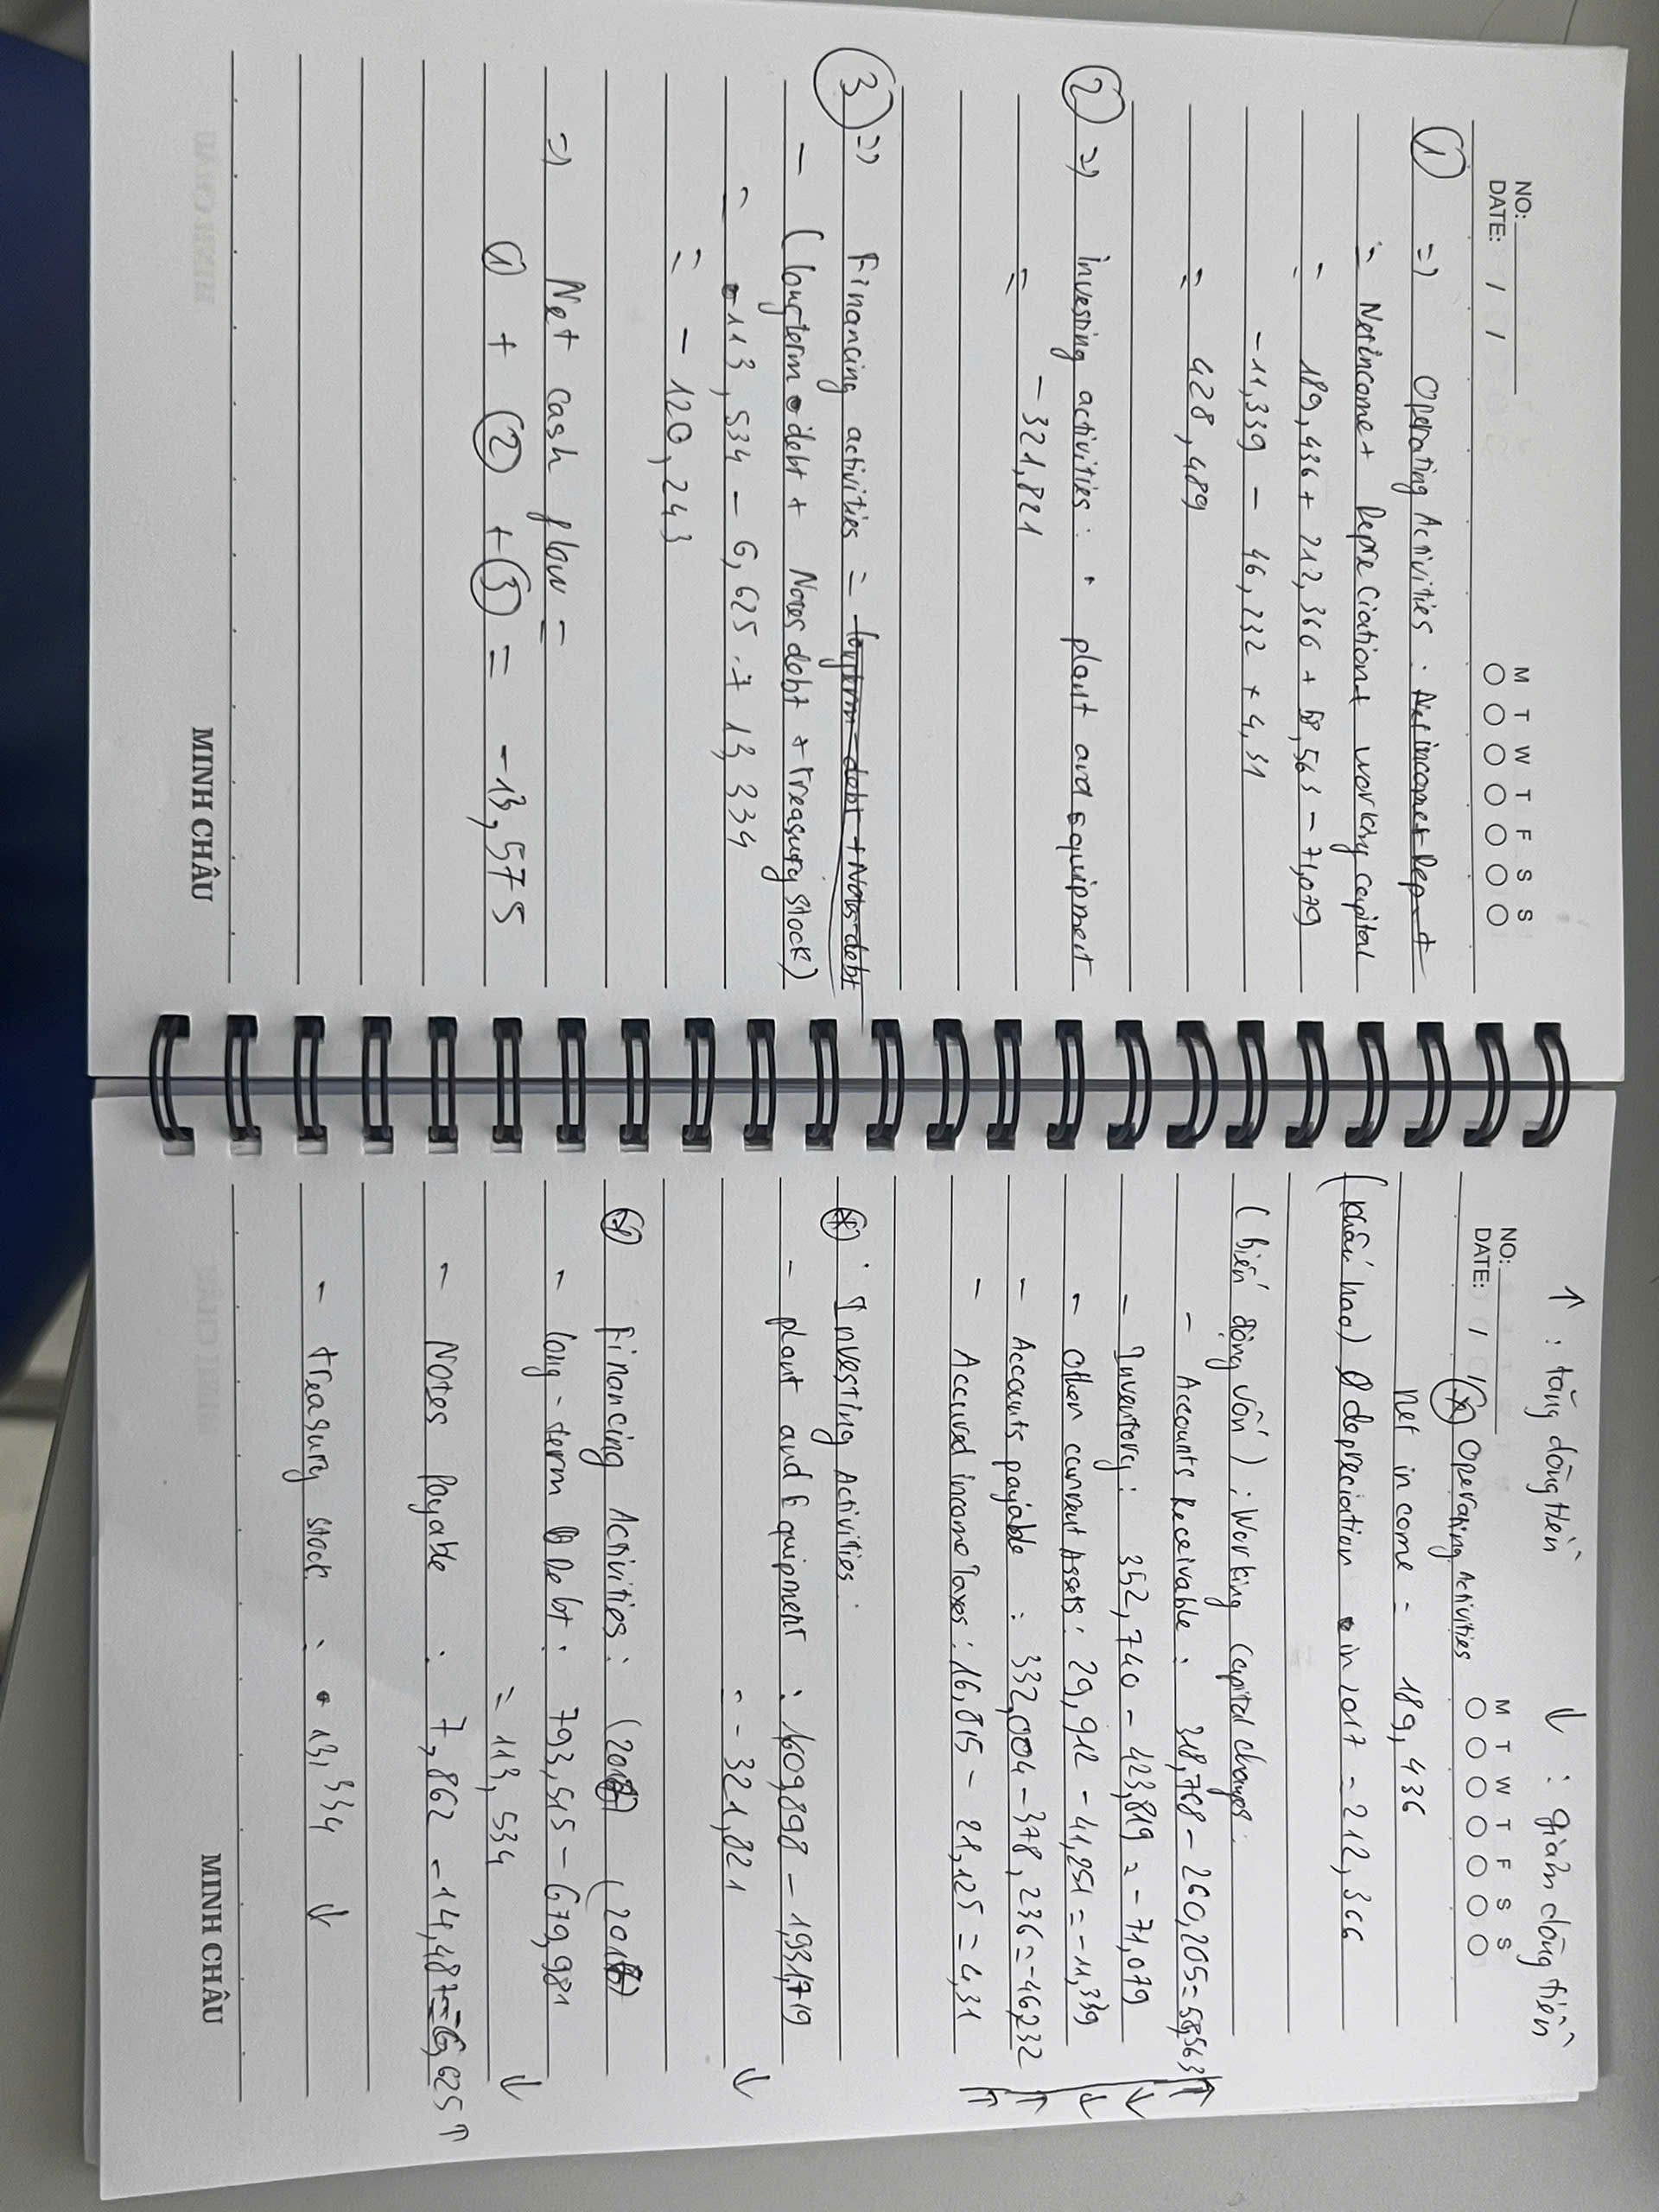 NO:
DATE: / /
M T W T F S S
① => Operating Activities : Net income + Dep +
= Net income + Depreciation + working capital
= 189,436 + 212,366 + 58,563 - 71,079
- 11,339 - 46,232 + 4,31
= 428,489
② => investing activities : plant and Equipment
= - 321,821
③ => Financing activities = longterm debt + Notes debt
- (longterm debt + Notes debt + treasury stock)
= -113,534 - 6,625 + 13,334
= - 120,243
=> Net cash flow =
① + ② + ③ = -13,575
MINH CHÂU
↑ : tăng dòng tiền ↓ : giảm dòng tiền
NO:
DATE: / /
M T W T F S S
* Operating Activities
net income = 189,436
(khấu hao) depreciation in 2017 = 212,366
(biến động vốn) : Working Capital changes:
- Accounts Receivable : 318,768 - 260,205 = 58,563 ↑
- Inventory : 352,740 - 423,819 = - 71,079 ↓
- Other current Assets : 29,912 - 41,251 = -11,339 ↓
- Accounts payable : 332,004 - 378,236 = -46,232 ↑
- Accured income Taxes : 16,815 - 21,125 = 4,31 ↑
* Investing Activities :
- plant and Equipment : 1,609,898 - 1,931,719
= - 321,821 ↓
* Financing Activities :
- long-term Debt : 793,515 - 679,981
= 113,534 ↓
- Notes Payable : 7,862 - 14,487 = 6,625 ↑
- treasury stock : 13,334 ↓
MINH CHÂU